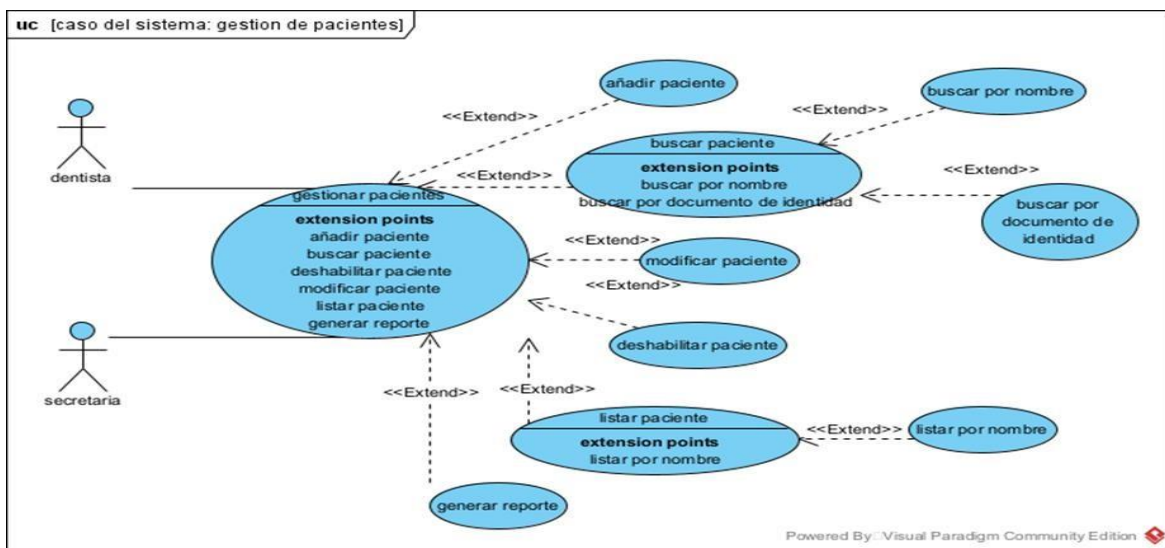 uc [caso del sistema: gestion de pacientes]
añadir paciente
buscar por nombre
<<Extend>>
<<Extend>>
buscar paciente
extension points
buscar por nombre
buscar por documento de identidad
<<Extend>>
<<Extend>>
dentista
buscar por
documento de
identidad
gestionar pacientes
extension points
añadir paciente
buscar paciente
deshabilitar paciente
modificar paciente
listar paciente
generar reporte
<<Extend>>
modificar paciente
<<Extend>>
deshabilitar paciente
secretaria
<<Extend>>
<<Extend>>
listar paciente
extension points
listar por nombre
<<Extend>>
listar por nombre
generar reporte
Powered By Visual Paradigm Community Edition